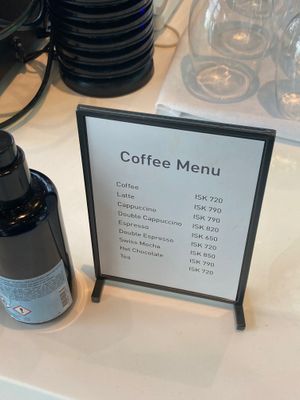 Coffee Menu
Coffee ISK 720
Latte ISK 790
Cappuccino ISK 790
Double Cappuccino ISK 820
Espresso ISK 650
Double Espresso ISK 720
Swiss Mocha ISK 850
Hot Chocolate ISK 790
Tea ISK 720